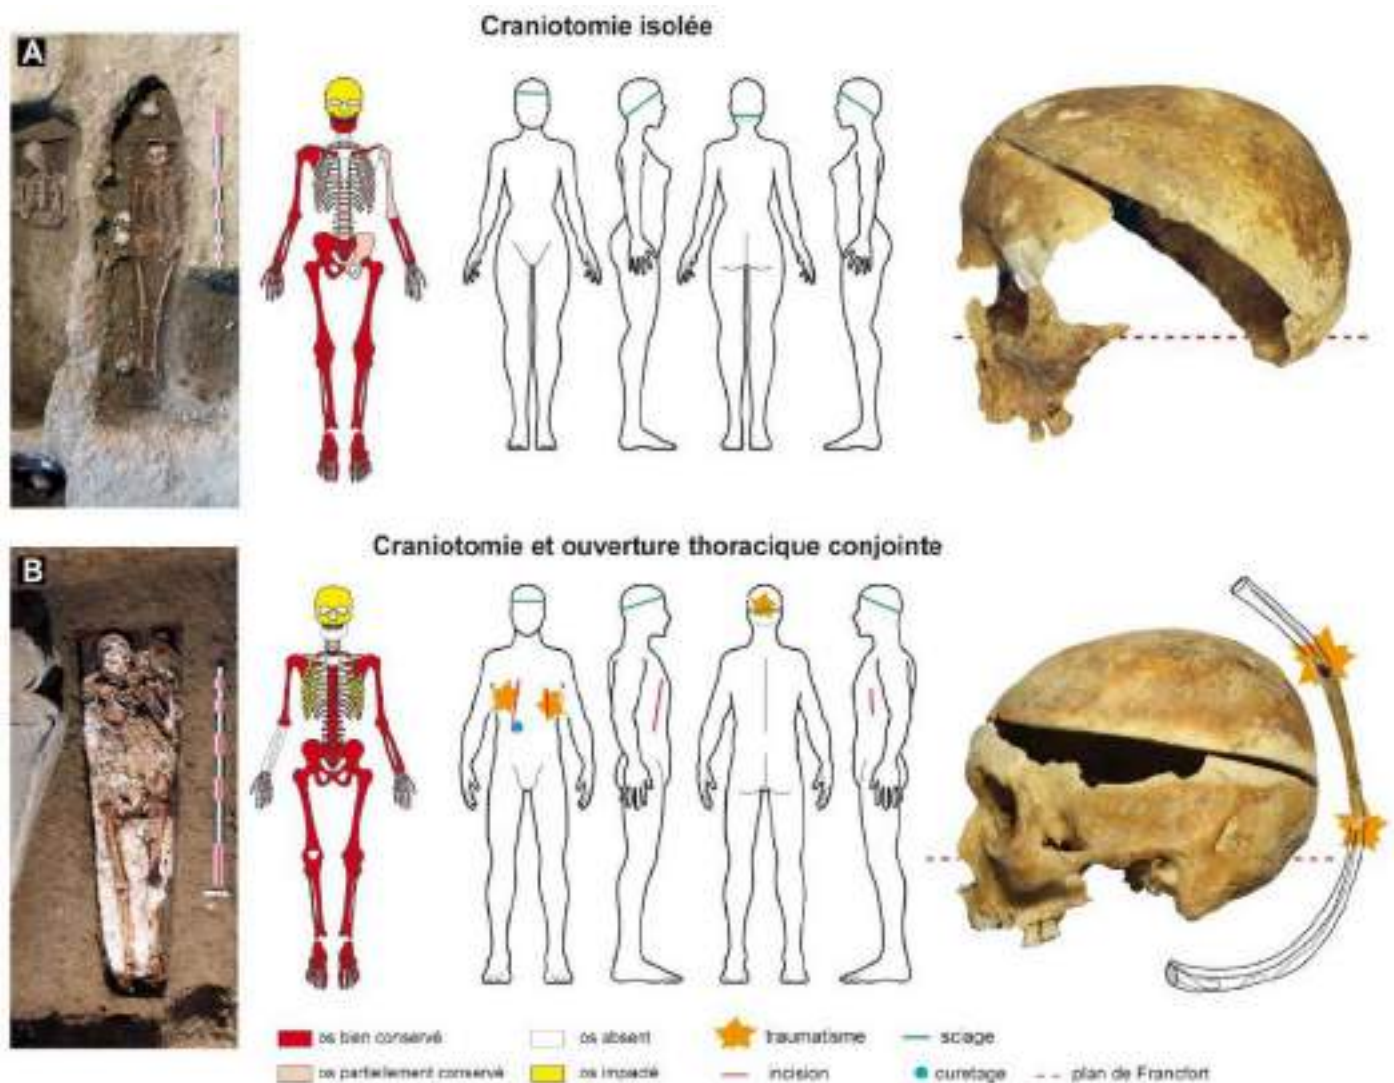 Craniotomie isolée
A
Craniotomie et ouverture thoracique conjointe
B
os bien conservé
os absent
traumatisme
sciage
os partiellement conservé
os impacté
incision
curetage
plan de Francfort